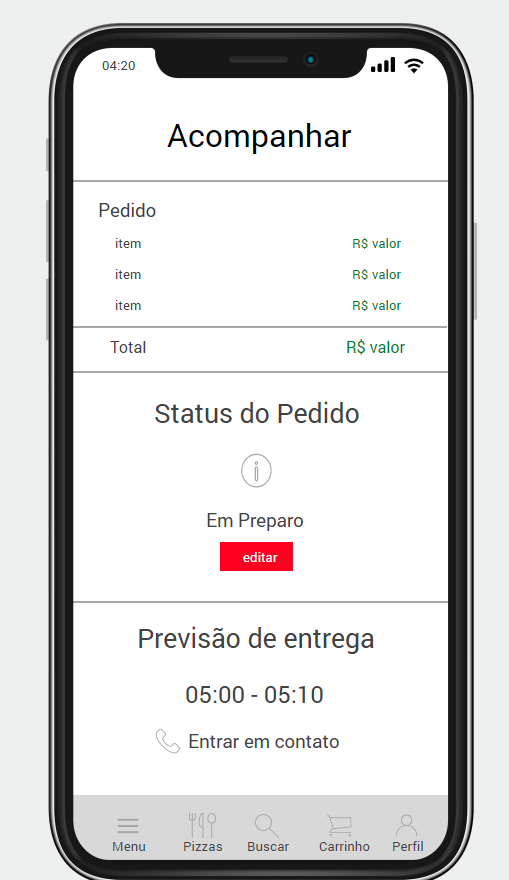 04:20
Acompanhar
Pedido
item R$ valor
item R$ valor
item R$ valor
Total R$ valor
Status do Pedido
Em Preparo
editar
Previsão de entrega
05:00 - 05:10
Entrar em contato
Menu Pizzas Buscar Carrinho Perfil